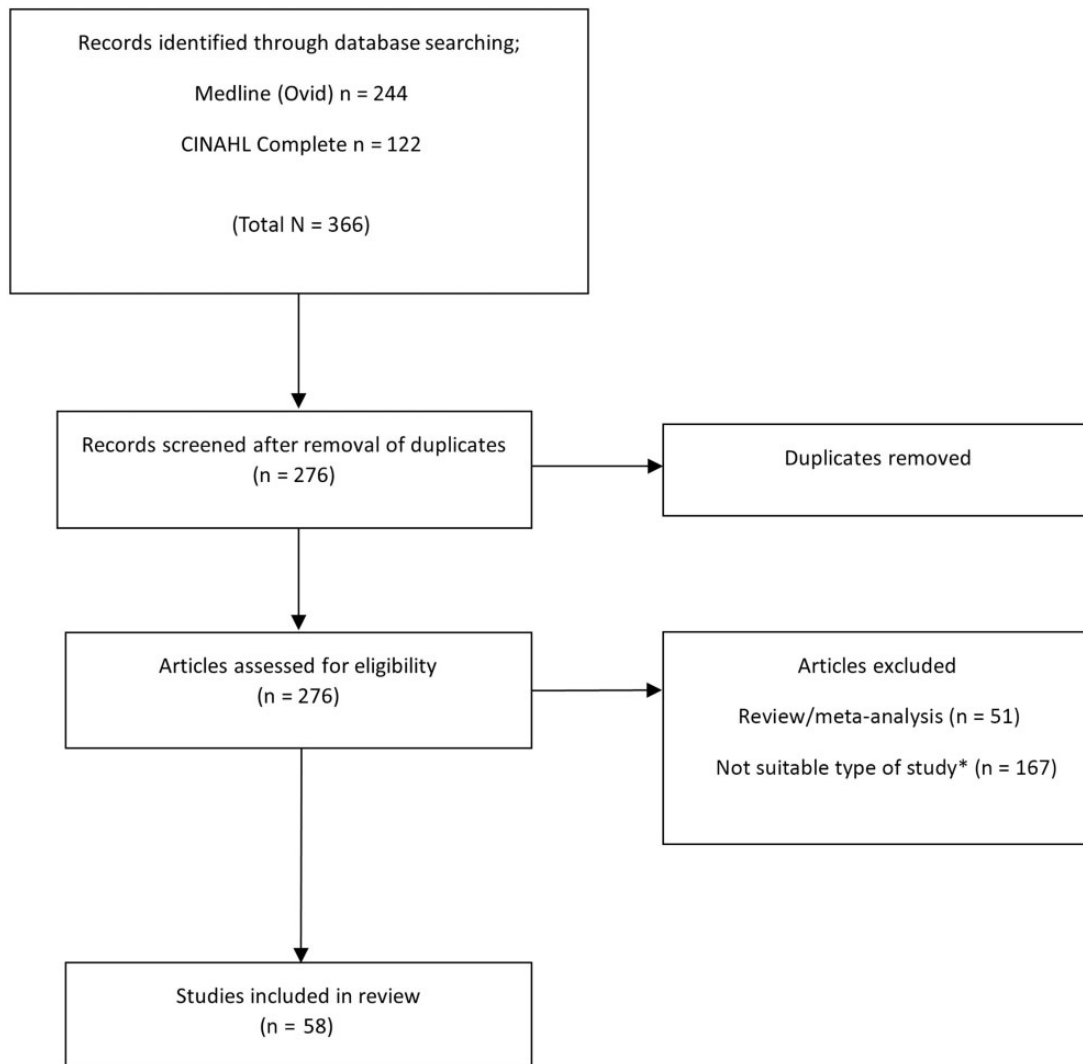 Records identified through database searching;
Medline (Ovid) n = 244
CINAHL Complete n = 122
(Total N = 366)
Records screened after removal of duplicates
(n = 276)
Duplicates removed
Articles assessed for eligibility
(n = 276)
Articles excluded
Review/meta-analysis (n = 51)
Not suitable type of study* (n = 167)
Studies included in review
(n = 58)